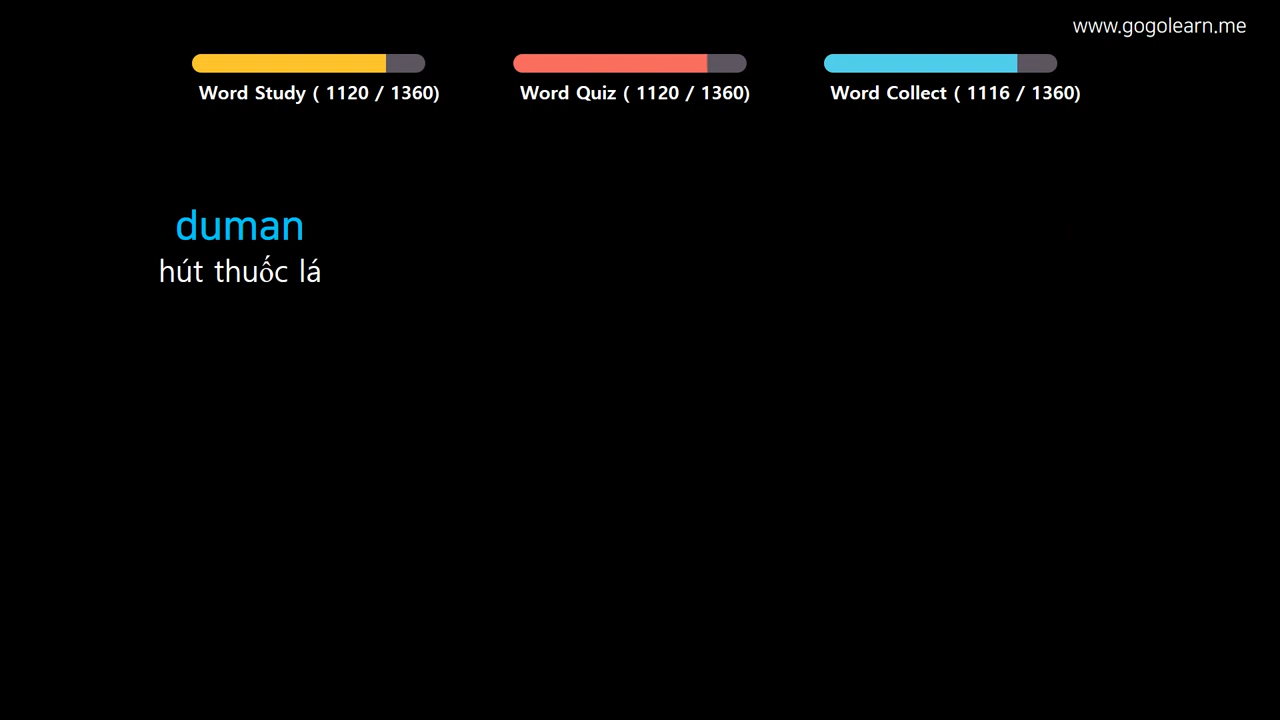 www.gogolearn.me
Word Study ( 1120 / 1360)
Word Quiz ( 1120 / 1360)
Word Collect ( 1116 / 1360)
duman
hút thuốc lá